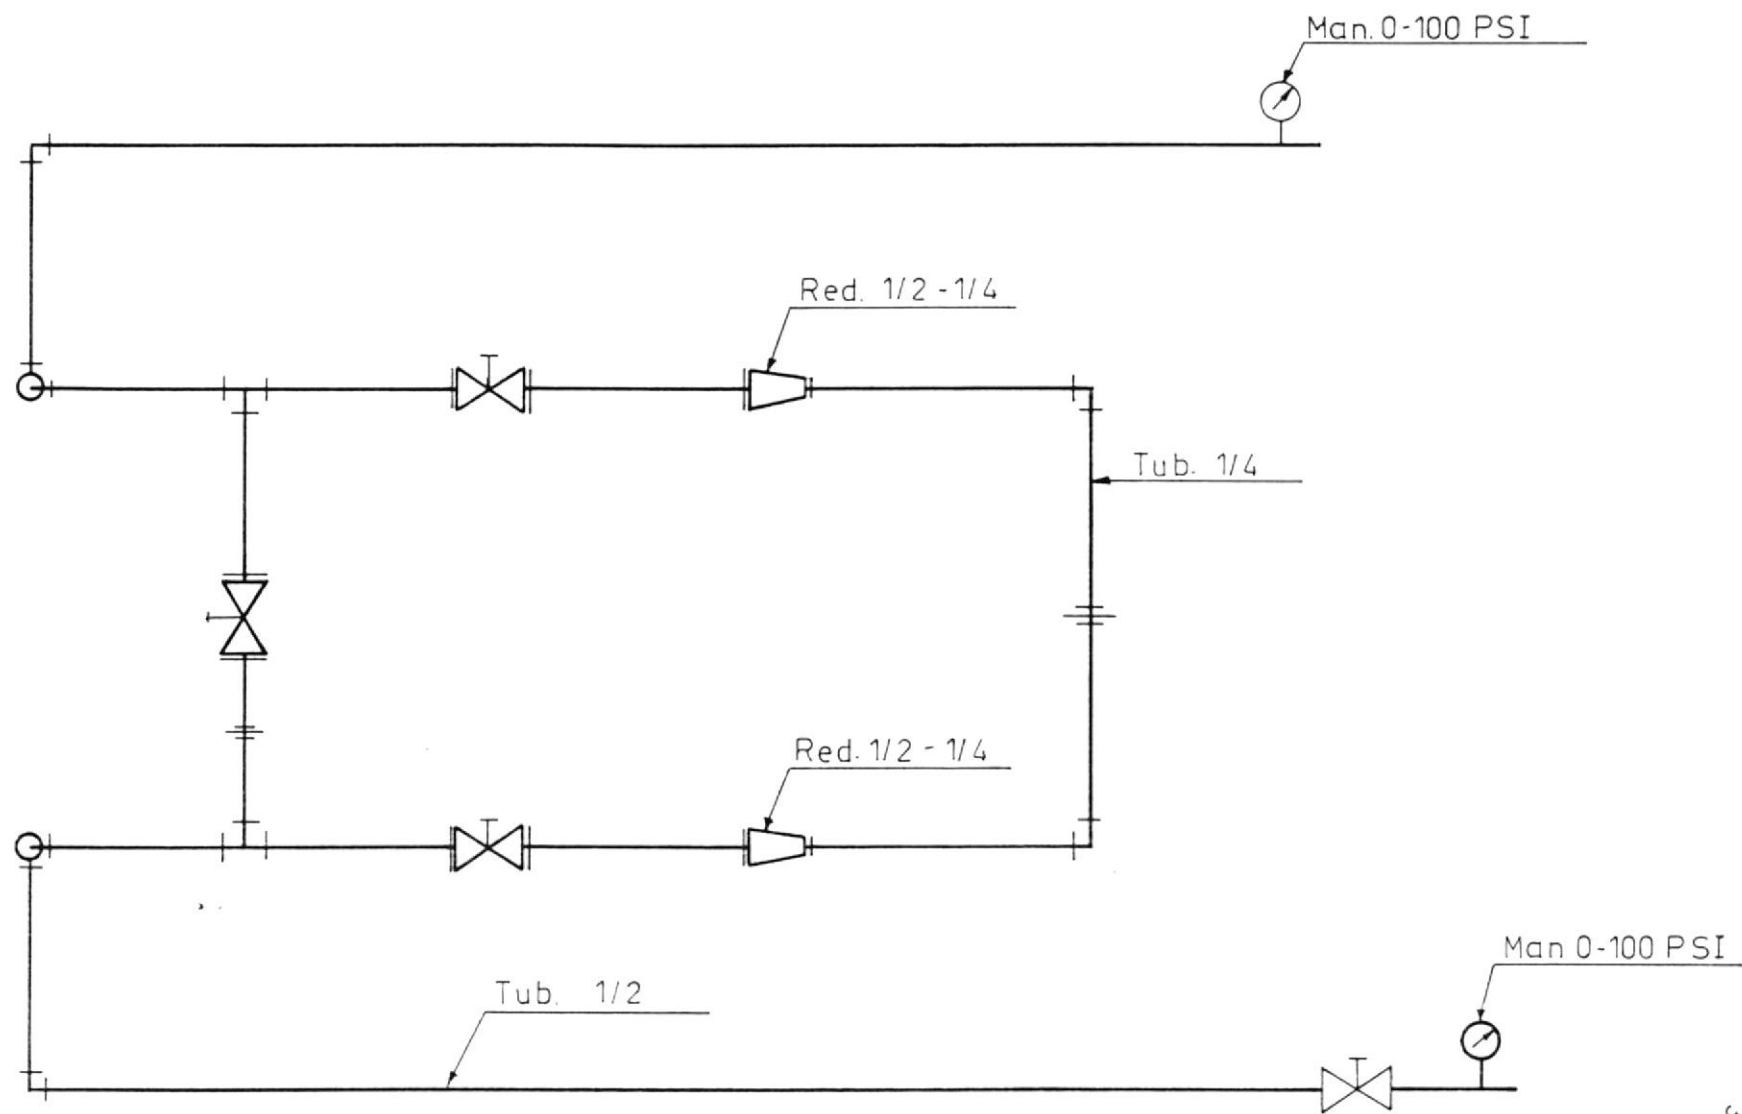 Man. 0-100 PSI
Red. 1/2 - 1/4
Tub. 1/4
Red. 1/2 - 1/4
Man 0-100 PSI
Tub. 1/2